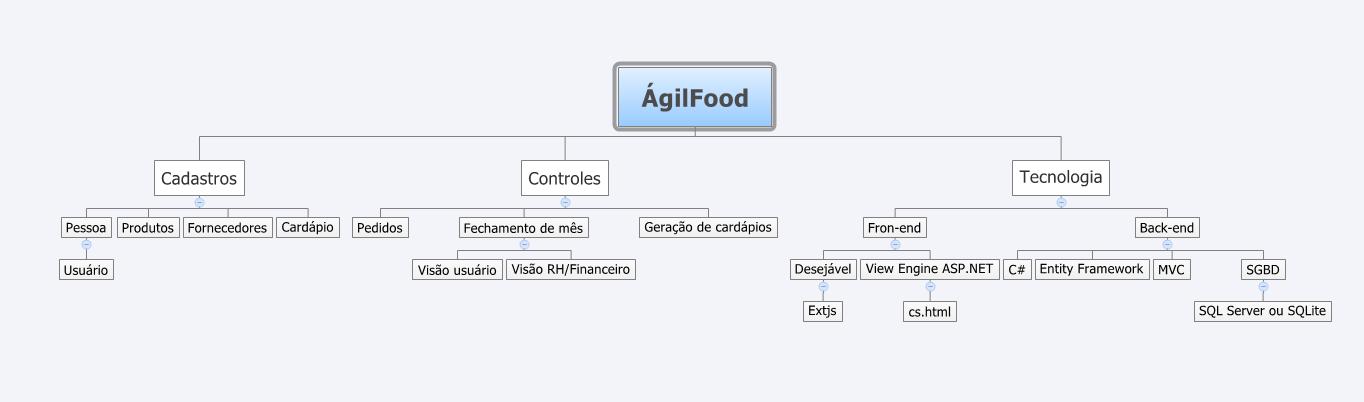 ÁgilFood
Cadastros
Controles
Tecnologia
Pessoa
Produtos
Fornecedores
Cardápio
Pedidos
Fechamento de mês
Geração de cardápios
Fron-end
Back-end
Usuário
Visão usuário
Visão RH/Financeiro
Desejável
View Engine ASP.NET
C#
Entity Framework
MVC
SGBD
Extjs
cs.html
SQL Server ou SQLite